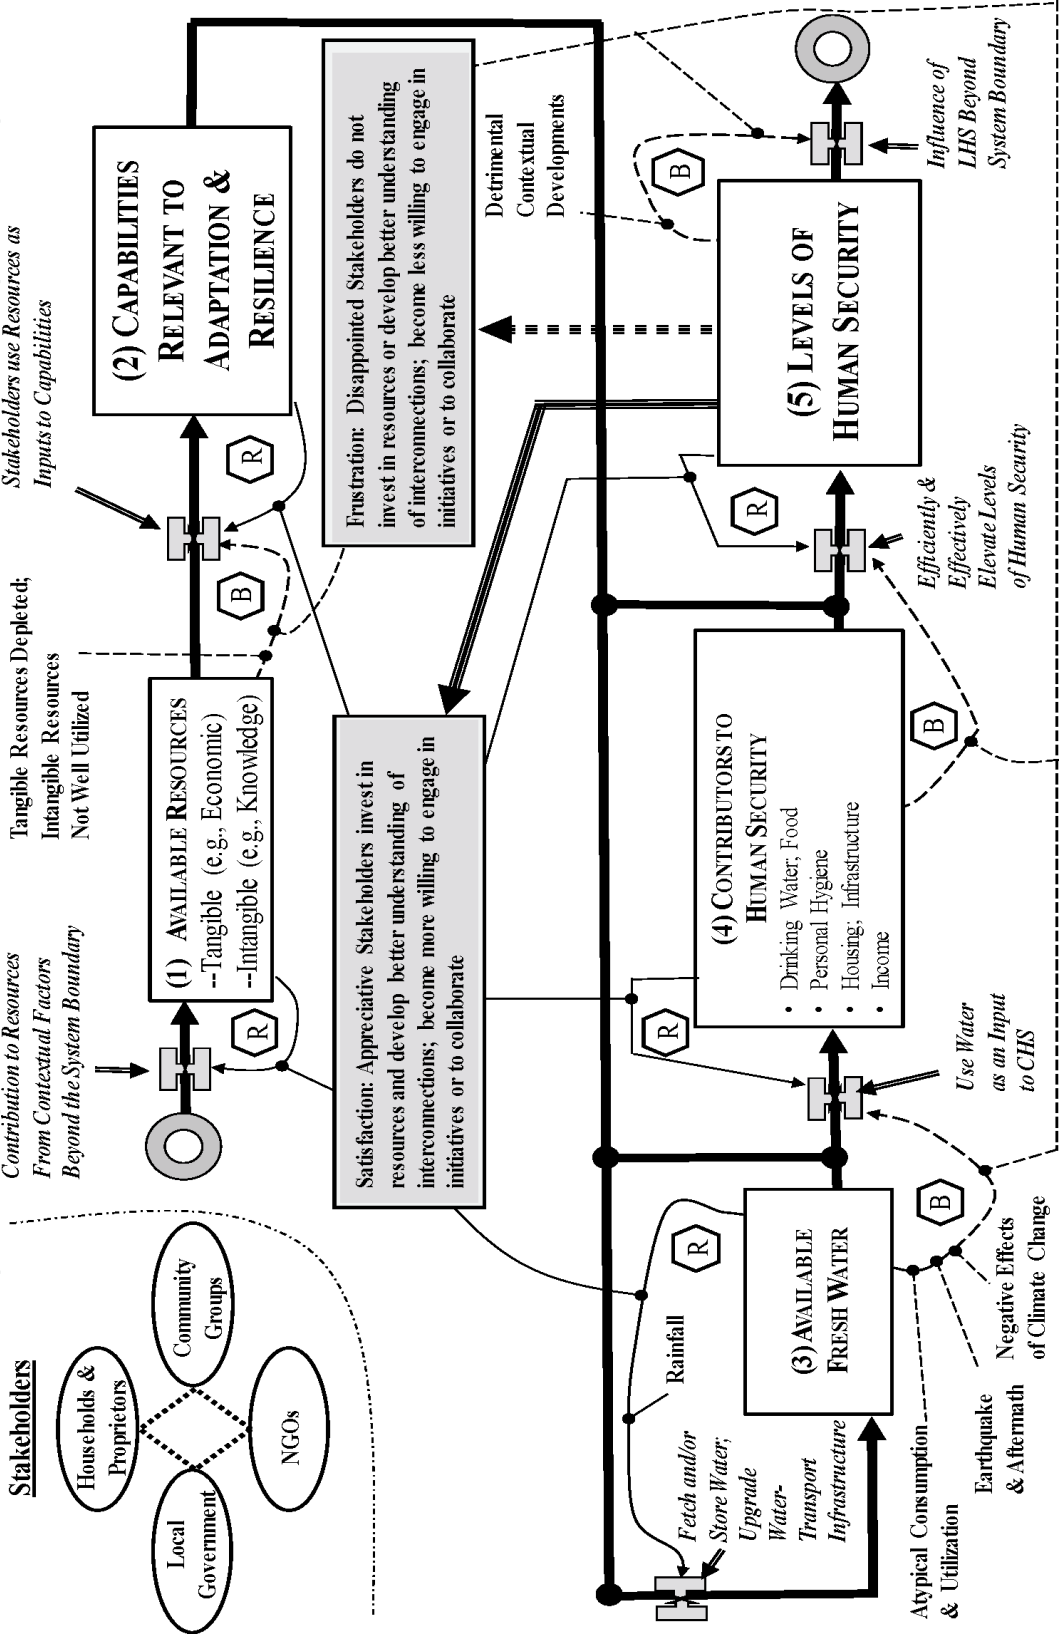 Stakeholders
Households &
Proprietors
Local
Government
Community
Groups
NGOs
Contribution to Resources
From Contextual Factors
Beyond the System Boundary
R
(1) AVAILABLE RESOURCES
--Tangible (e.g., Economic)
--Intangible (e.g., Knowledge)
Tangible Resources Depleted;
Intangible Resources
Not Well Utilized
B
Stakeholders use Resources as
Inputs to Capabilities
R
(2) CAPABILITIES
RELEVANT TO
ADAPTATION &
RESILIENCE
Satisfaction: Appreciative Stakeholders invest in
resources and develop better understanding of
interconnections; become more willing to engage in
initiatives or to collaborate
Frustration: Disappointed Stakeholders do not
invest in resources or develop better understanding
of interconnections; become less willing to engage in
initiatives or to collaborate
Detrimental
Contextual
Developments
Fetch and/or
Store Water;
Upgrade
Water-
Transport
Infrastructure
Rainfall
R
(3) AVAILABLE
FRESH WATER
B
Atypical Consumption
& Utilization
Earthquake
& Aftermath
Negative Effects
of Climate Change
R
Use Water
as an Input
to CHS
(4) CONTRIBUTORS TO
HUMAN SECURITY
• Drinking Water; Food
• Personal Hygiene
• Housing; Infrastructure
• Income
B
R
Efficiently &
Effectively
Elevate Levels
of Human Security
(5) LEVELS OF
HUMAN SECURITY
B
Influence of
LHS Beyond
System Boundary